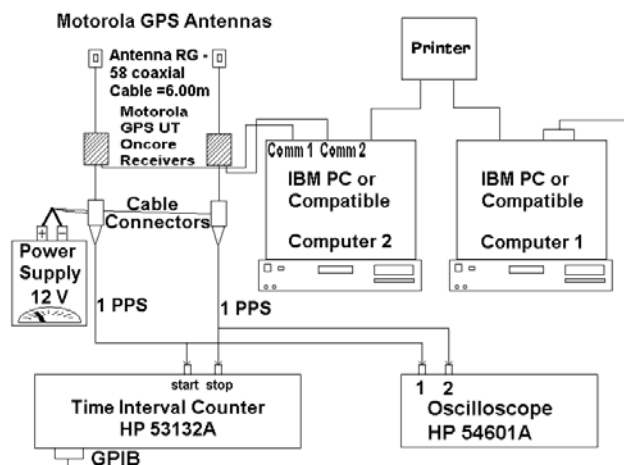 Motorola GPS Antennas
Antenna RG -
58 coaxial
Cable =6.00m
Motorola
GPS UT
Oncore
Receivers
Printer
Comm 1 Comm 2
IBM PC or
Compatible
Computer 2
IBM PC or
Compatible
Computer 1
Cable
Connectors
+ −
Power
Supply
12 V
1 PPS
1 PPS
start stop
Time Interval Counter
HP 53132A
GPIB
1 2
Oscilloscope
HP 54601A